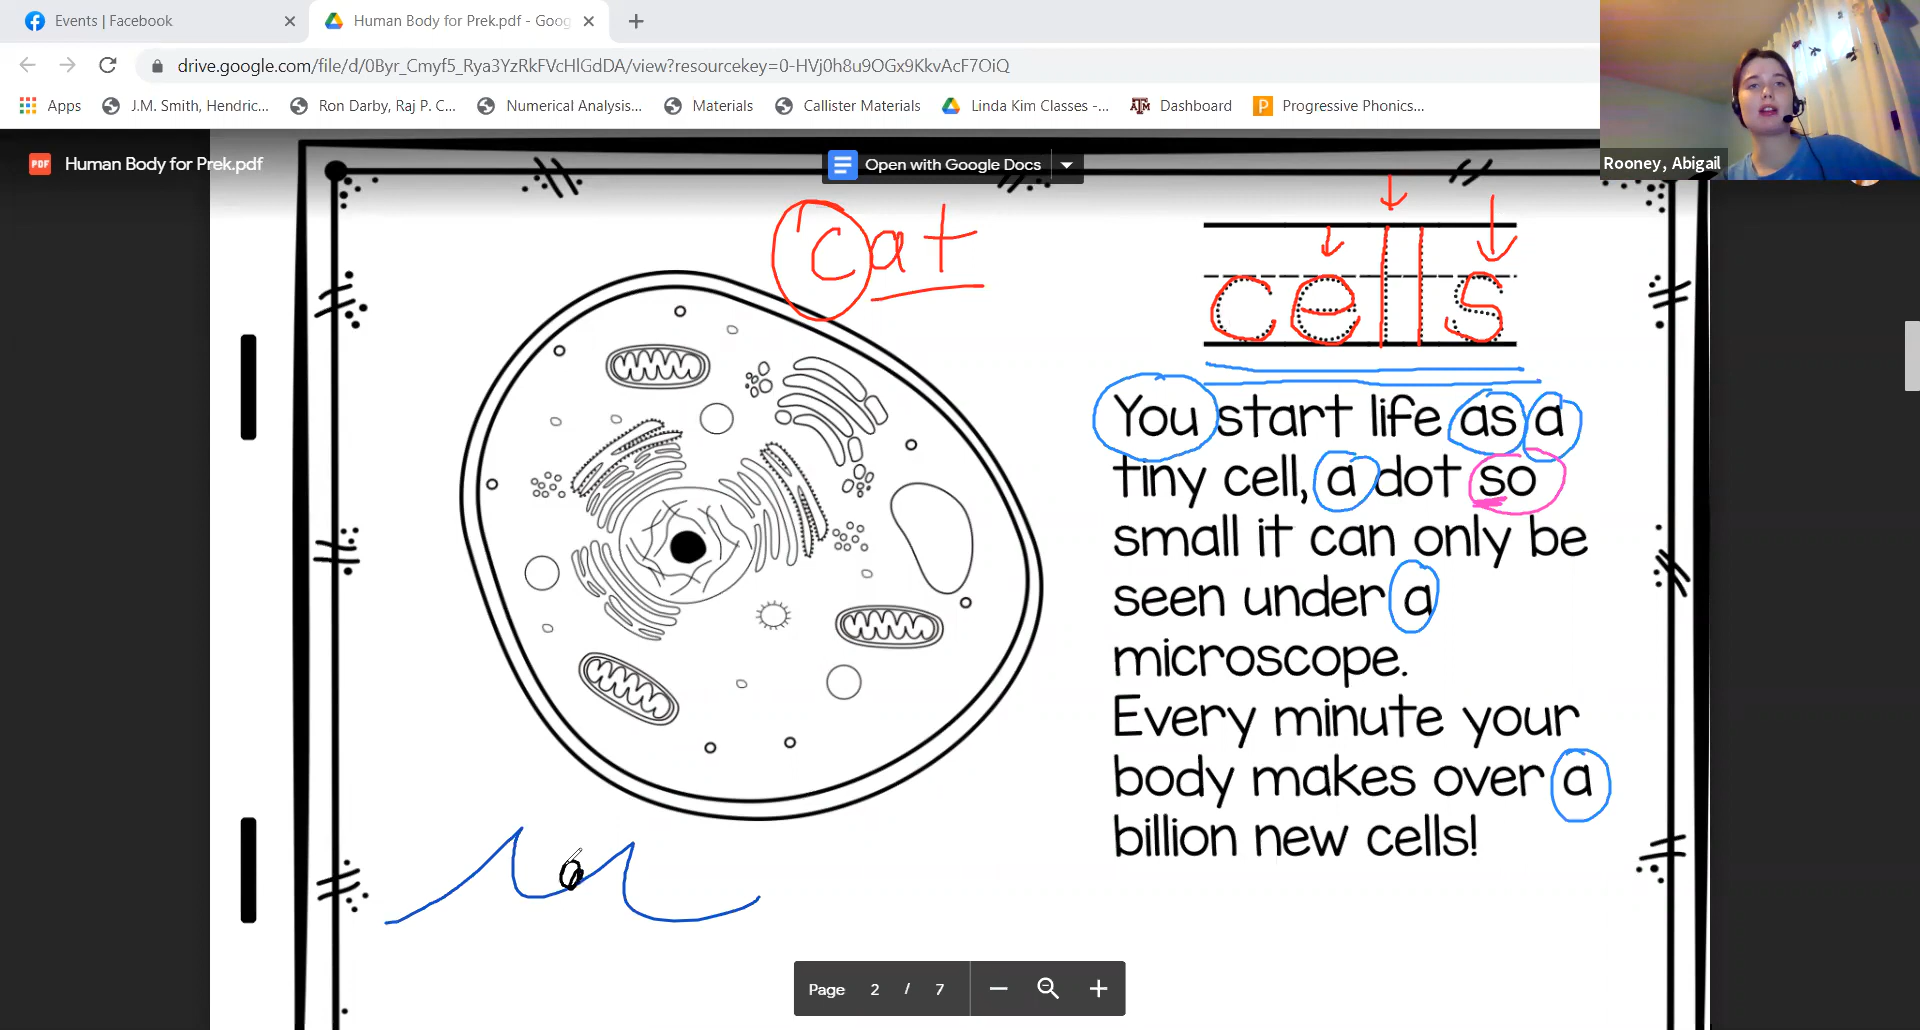 Events | Facebook
Human Body for Prek.pdf - Goog
drive.google.com/file/d/0Byr_Cmyf5_Rya3YzRkFVcHlGdDA/view?resourcekey=0-HVj0h8u9OGx9KkvAcF7OiQ
Apps J.M. Smith, Hendric... Ron Darby, Raj P. C... Numerical Analysis... Materials Callister Materials Linda Kim Classes -... ATM Dashboard P Progressive Phonics...
PDF Human Body for Prek.pdf
Open with Google Docs
Rooney, Abigail
cat
cells
You start life as a
tiny cell, a dot so
small it can only be
seen under a
microscope.
Every minute your
body makes over a
billion new cells!
Page 2 / 7